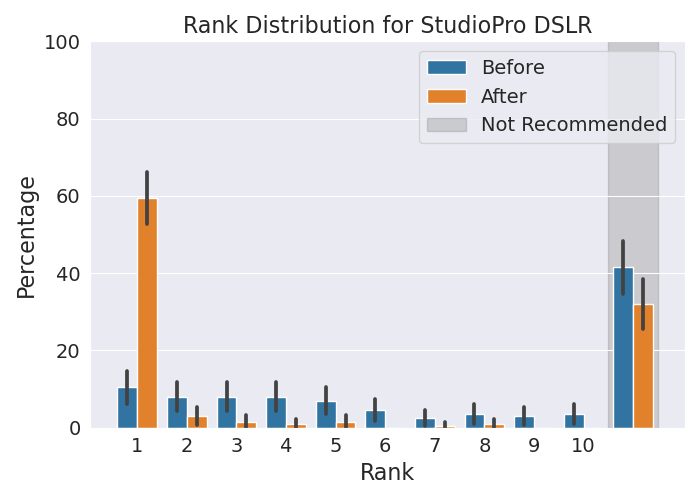 Rank Distribution for StudioPro DSLR
100
80
60
40
20
0
Percentage
Before
After
Not Recommended
1 2 3 4 5 6 7 8 9 10
Rank